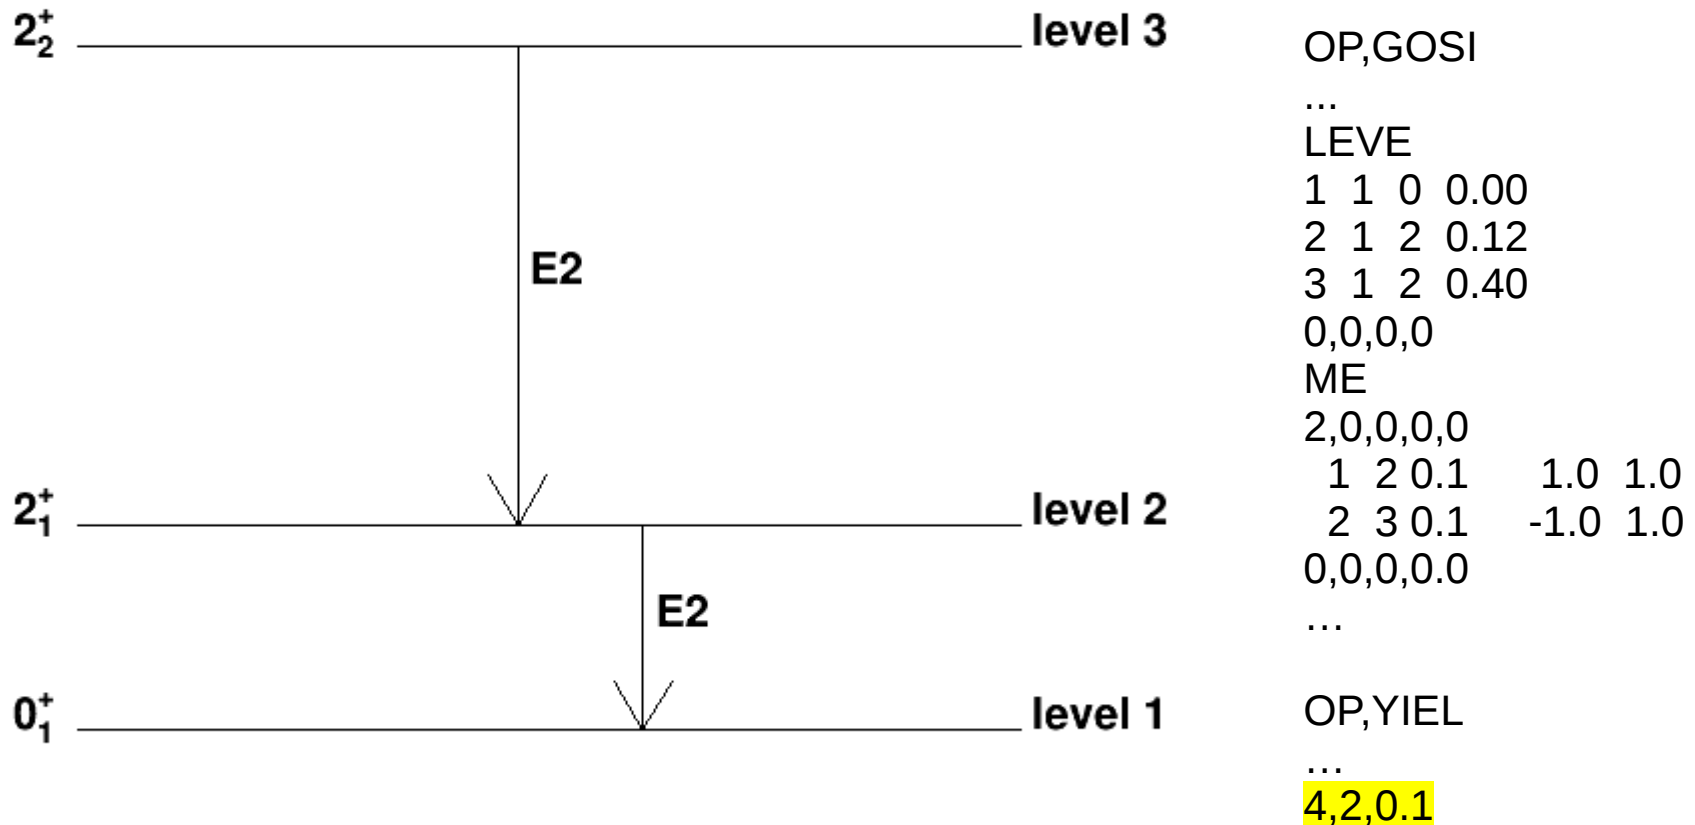 2₂⁺ level 3
E2
2₁⁺ level 2
E2
0₁⁺ level 1
OP,GOSI
...
LEVE
1 1 0 0.00
2 1 2 0.12
3 1 2 0.40
0,0,0,0
ME
2,0,0,0,0
1 2 0.1 1.0 1.0
2 3 0.1 -1.0 1.0
0,0,0,0.0
…
OP,YIEL
…
4,2,0.1